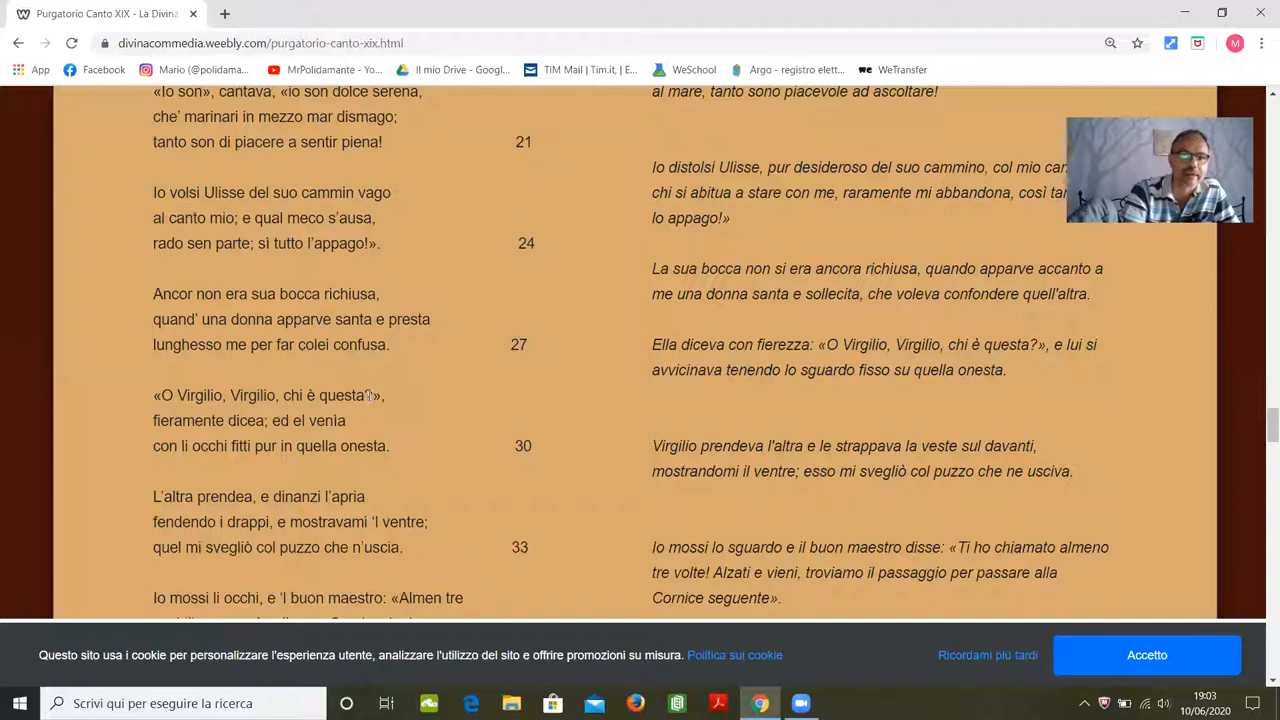 Purgatorio Canto XIX - La Divina
divinacommedia.weebly.com/purgatorio-canto-xix.html
App
Facebook
Mario (@polidama...
MrPolidamante - Yo...
Il mio Drive - Googl...
TIM Mail | Tim.it, | E...
WeSchool
Argo - registro elett...
WeTransfer
«Io son», cantava, «io son dolce serena,
che' marinari in mezzo mar dismago;
tanto son di piacere a sentir piena! 21
Io volsi Ulisse del suo cammin vago
al canto mio; e qual meco s'ausa,
rado sen parte; sì tutto l'appago!». 24
Ancor non era sua bocca richiusa,
quand' una donna apparve santa e presta
lunghesso me per far colei confusa. 27
«O Virgilio, Virgilio, chi è questa?»,
fieramente dicea; ed el venìa
con li occhi fitti pur in quella onesta. 30
L'altra prendea, e dinanzi l'apria
fendendo i drappi, e mostravami 'l ventre;
quel mi svegliò col puzzo che n'uscia. 33
Io mossi li occhi, e 'l buon maestro: «Almen tre
al mare, tanto sono piacevole ad ascoltare!
Io distolsi Ulisse, pur desideroso del suo cammino, col mio
chi si abitua a stare con me, raramente mi abbandona, così
lo appago!»
La sua bocca non si era ancora richiusa, quando apparve accanto a
me una donna santa e sollecita, che voleva confondere quell'altra.
Ella diceva con fierezza: «O Virgilio, Virgilio, chi è questa?», e lui si
avvicinava tenendo lo sguardo fisso su quella onesta.
Virgilio prendeva l'altra e le strappava la veste sul davanti,
mostrandomi il ventre; esso mi svegliò col puzzo che ne usciva.
Io mossi lo sguardo e il buon maestro disse: «Ti ho chiamato almeno
tre volte! Alzati e vieni, troviamo il passaggio per passare alla
Cornice seguente».
Questo sito usa i cookie per personalizzare l'esperienza utente, analizzare l'utilizzo del sito e offrire promozioni su misura. Politica sui cookie
Ricordami più tardi
Accetto
Scrivi qui per eseguire la ricerca
19:03
10/06/2020